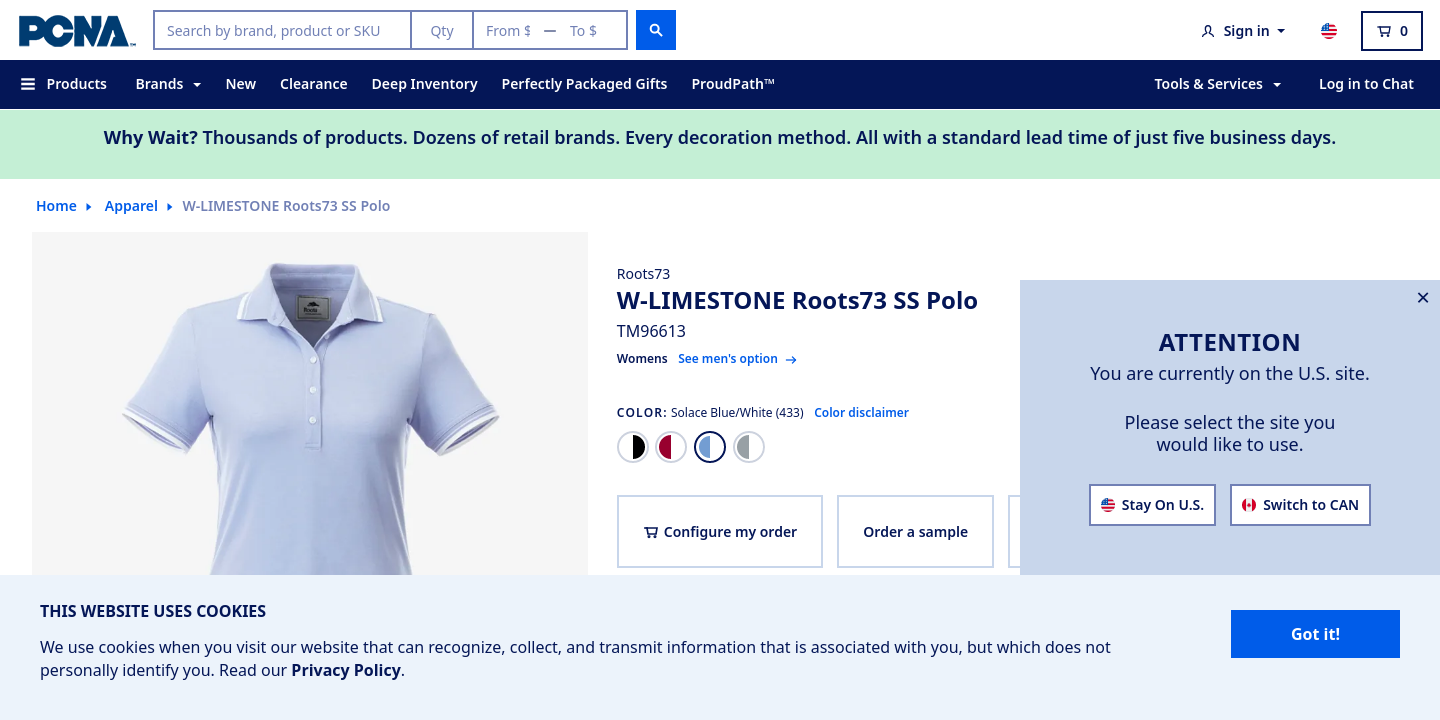 PCNA™
Search by brand, product or SKU
Qty
From $ — To $
Sign in
0
Products
Brands
New
Clearance
Deep Inventory
Perfectly Packaged Gifts
ProudPath™
Tools & Services
Log in to Chat
Why Wait? Thousands of products. Dozens of retail brands. Every decoration method. All with a standard lead time of just five business days.
Home
Apparel
W-LIMESTONE Roots73 SS Polo
Roots
Roots73
W-LIMESTONE Roots73 SS Polo
TM96613
Womens See men's option
COLOR: Solace Blue/White (433) Color disclaimer
Configure my order
Order a sample
ATTENTION
You are currently on the U.S. site.
Please select the site you
would like to use.
Stay On U.S.
Switch to CAN
THIS WEBSITE USES COOKIES
We use cookies when you visit our website that can recognize, collect, and transmit information that is associated with you, but which does not
personally identify you. Read our Privacy Policy.
Got it!